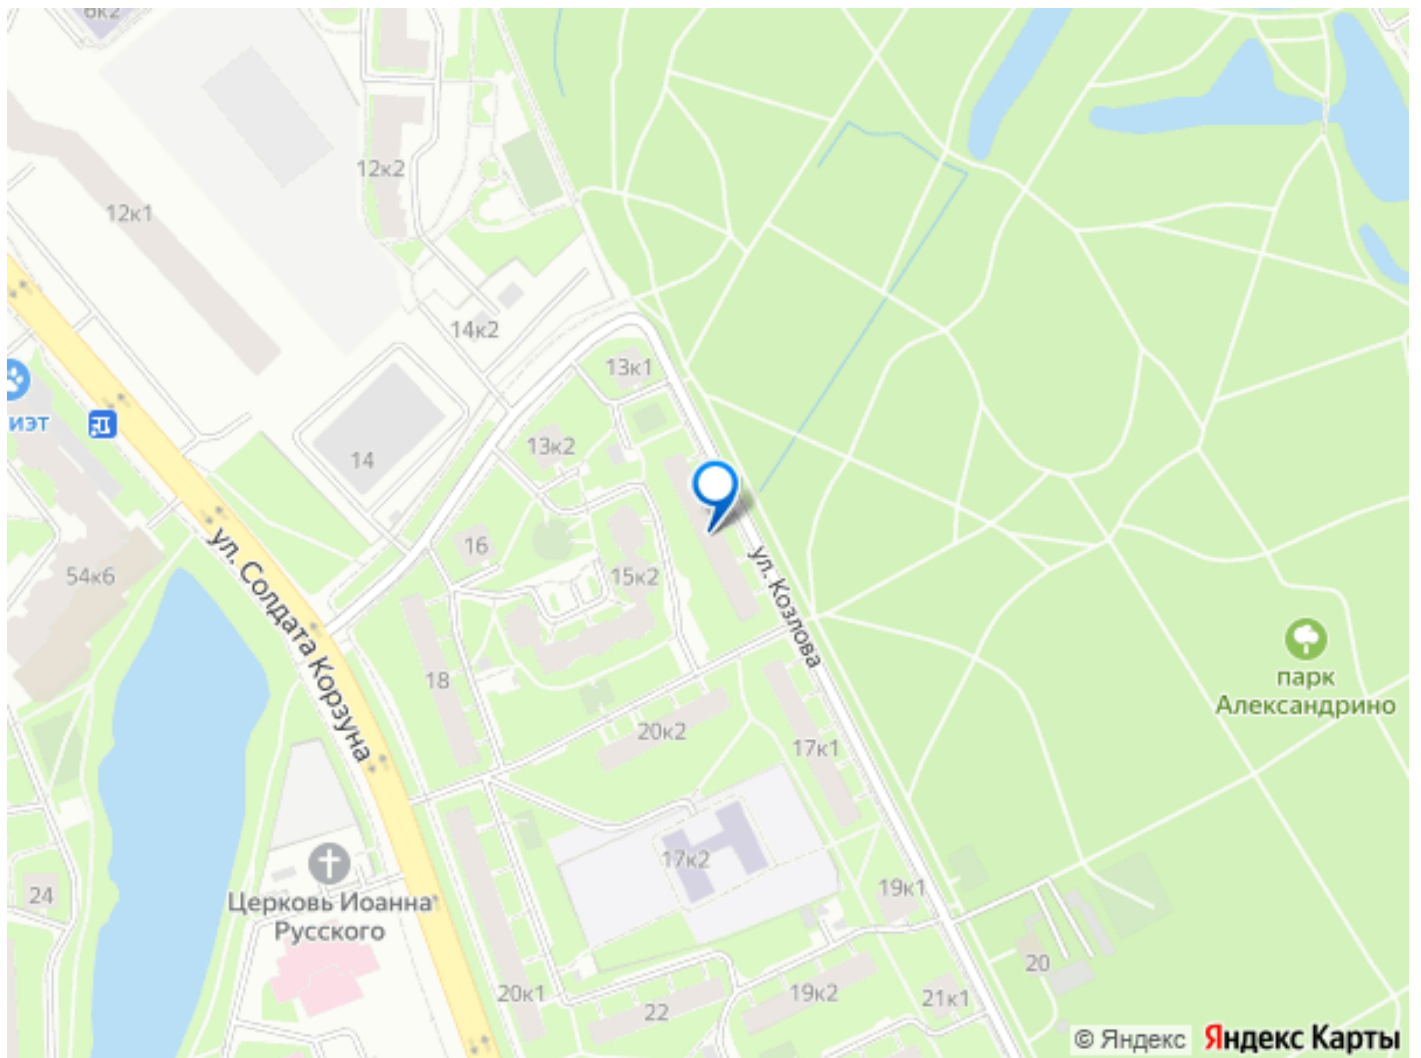 6к2
12к2
12к1
14к2
13к1
иэт
13к2
14
16
15к2
54к6
ул. Солдата Корзуна
ул. Козлова
парк
Александрино
18
20к2
17к1
17к2
24
Церковь Иоанна
Русского
19к1
20
20к1
22
19к2
21к1
© Яндекс Яндекс Карты